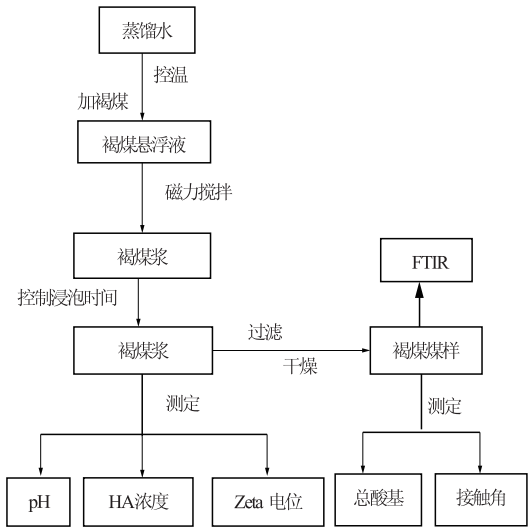 蒸馏水
控温
加褐煤
褐煤悬浮液
磁力搅拌
褐煤浆
FTIR
控制浸泡时间
褐煤浆
过滤
干燥
褐煤煤样
测定
测定
pH
HA浓度
Zeta 电位
总酸基
接触角